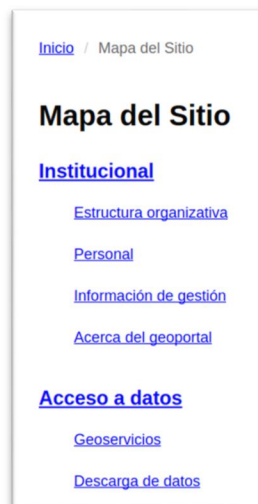 Inicio / Mapa del Sitio
Mapa del Sitio
Institucional
Estructura organizativa
Personal
Información de gestión
Acerca del geoportal
Acceso a datos
Geoservicios
Descarga de datos